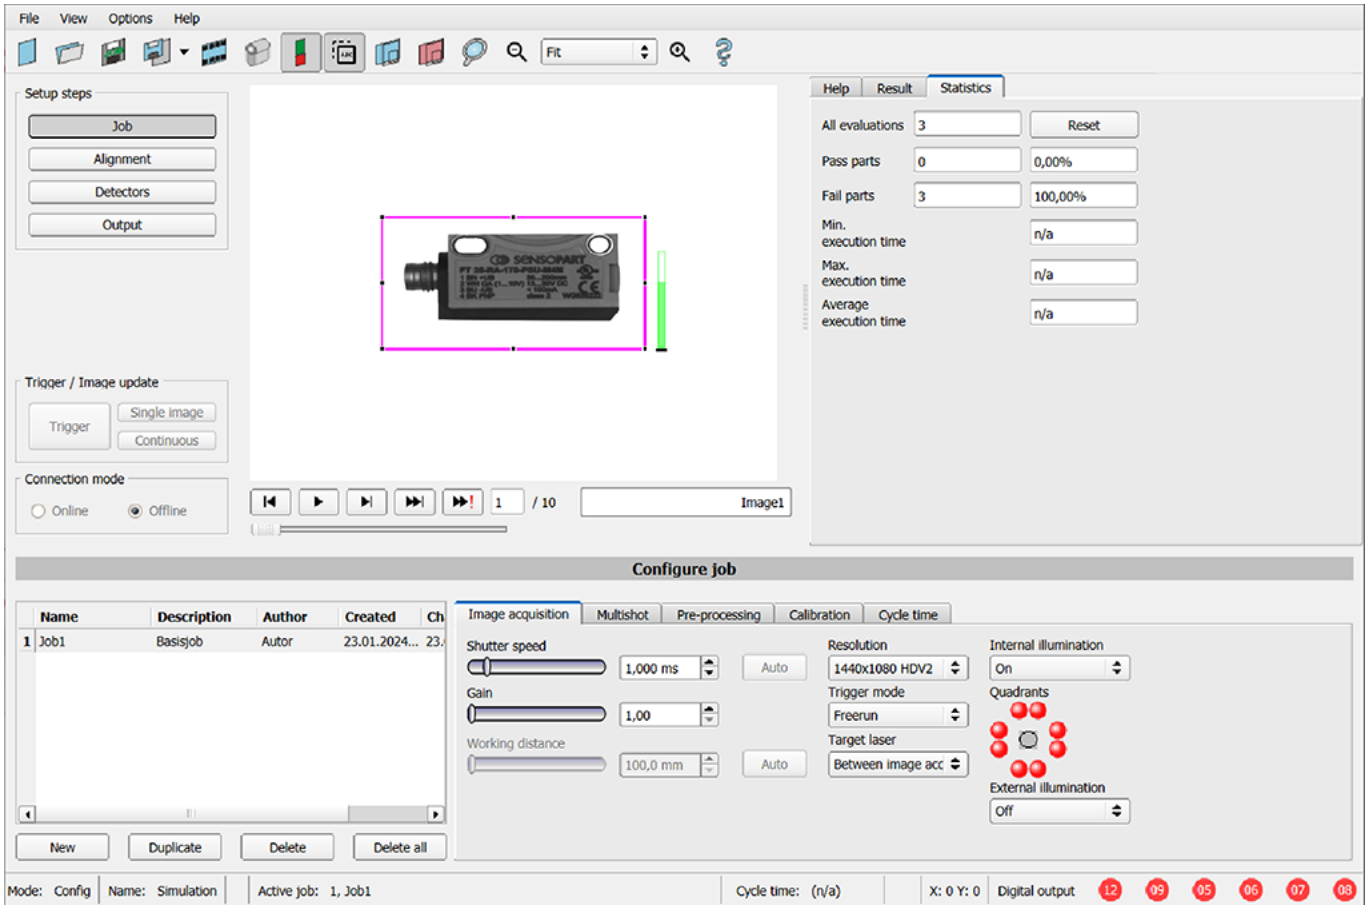 File View Options Help
Fit
Setup steps
Job
Alignment
Detectors
Output
Trigger / Image update
Trigger
Single image
Continuous
Connection mode
Online Offline
SENSOPART
FT 25-RA-170-PSU-M4M
1 / 10 Image1
Help Result Statistics
All evaluations 3 Reset
Pass parts 0 0,00%
Fail parts 3 100,00%
Min.
execution time n/a
Max.
execution time n/a
Average
execution time n/a
Configure job
Name Description Author Created Ch
1 Job1 Basisjob Autor 23.01.2024... 23.
New Duplicate Delete Delete all
Image acquisition Multishot Pre-processing Calibration Cycle time
Shutter speed
1,000 ms Auto
Gain
1,00
Working distance
100,0 mm Auto
Resolution
1440x1080 HDV2
Trigger mode
Freerun
Target laser
Between image acc
Internal illumination
On
Quadrants
External illumination
Off
Mode: Config Name: Simulation Active job: 1, Job1 Cycle time: (n/a) X: 0 Y: 0 Digital output 12 09 05 06 07 08